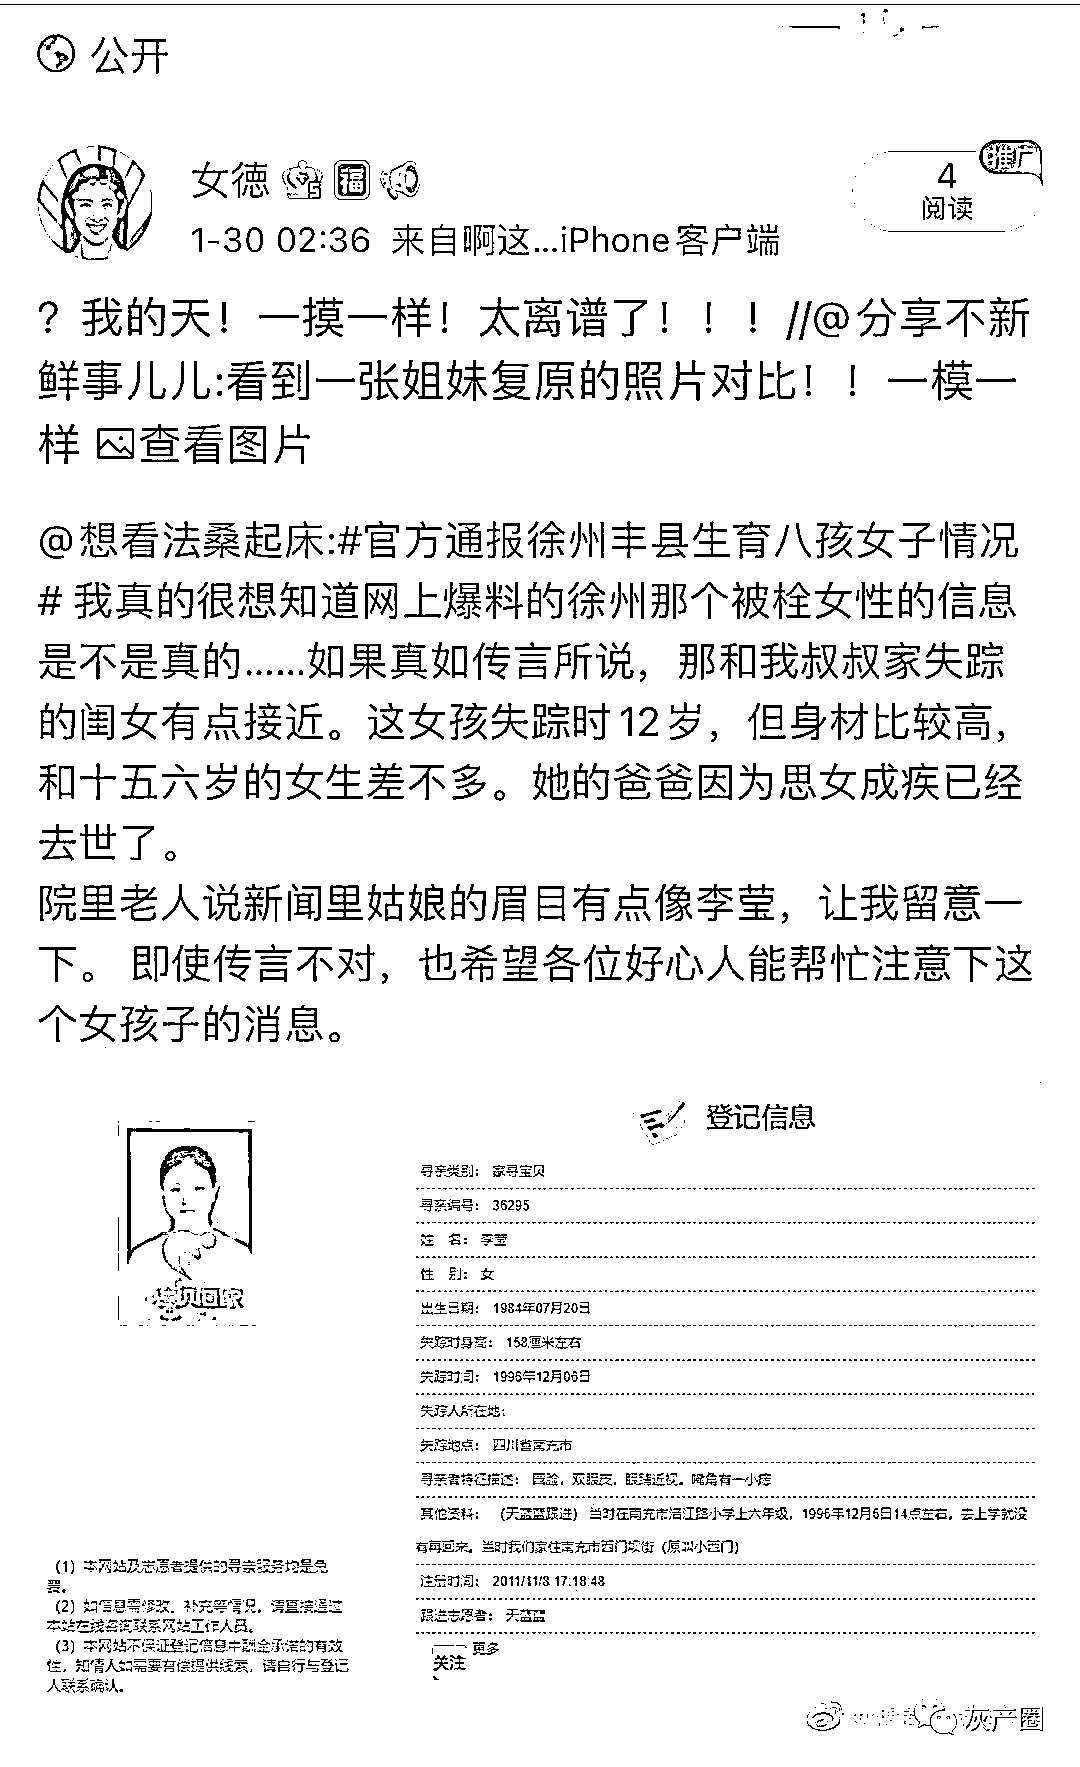 公开
女德
1-30 02:36 来自啊这...iPhone客户端
推广
4
阅读
? 我的天! 一摸一样! 太离谱了! ! ! //@分享不新
鲜事儿儿:看到一张姐妹复原的照片对比! ! 一模一
样 查看图片
@想看法桑起床:#官方通报徐州丰县生育八孩女子情况
# 我真的很想知道网上爆料的徐州那个被栓女性的信息
是不是真的......如果真如传言所说，那和我叔叔家失踪
的闺女有点接近。这女孩失踪时12岁，但身材比较高，
和十五六岁的女生差不多。她的爸爸因为思女成疾已经
去世了。
院里老人说新闻里姑娘的眉目有点像李莹，让我留意一
下。 即使传言不对，也希望各位好心人能帮忙注意下这
个女孩子的消息。
登记信息
寻亲类别： 家寻宝贝
寻亲编号： 36295
姓 名： 李莹
性 别： 女
出生日期： 1984年07月20日
失踪时身高： 158厘米左右
失踪时间： 1996年12月06日
失踪人所在地：
失踪地点： 四川省南充市
寻亲者特征描述： 圆脸，双眼皮，眼睛近视。嘴角有一小痣
其他资料： （天蓝蓝跟进）当时在南充市涪江路小学上六年级，1996年12月6日14点左右，去上学就没
有再回来。当时我们家住南充市西门坝街（原叫小西门）
注册时间： 2011/11/8 17:18:48
跟进志愿者： 天蓝蓝
更多
关注
宝贝回家
（1）本网站及志愿者提供的寻亲服务均是免
费。
（2）如信息需修改、补充等情况，请直接通过
本站在线咨询联系网站工作人员。
（3）本网站不保证登记信息中酬金承诺的有效
性，知情人如需要有偿提供线索，请自行与登记
人联系确认。
灰产圈